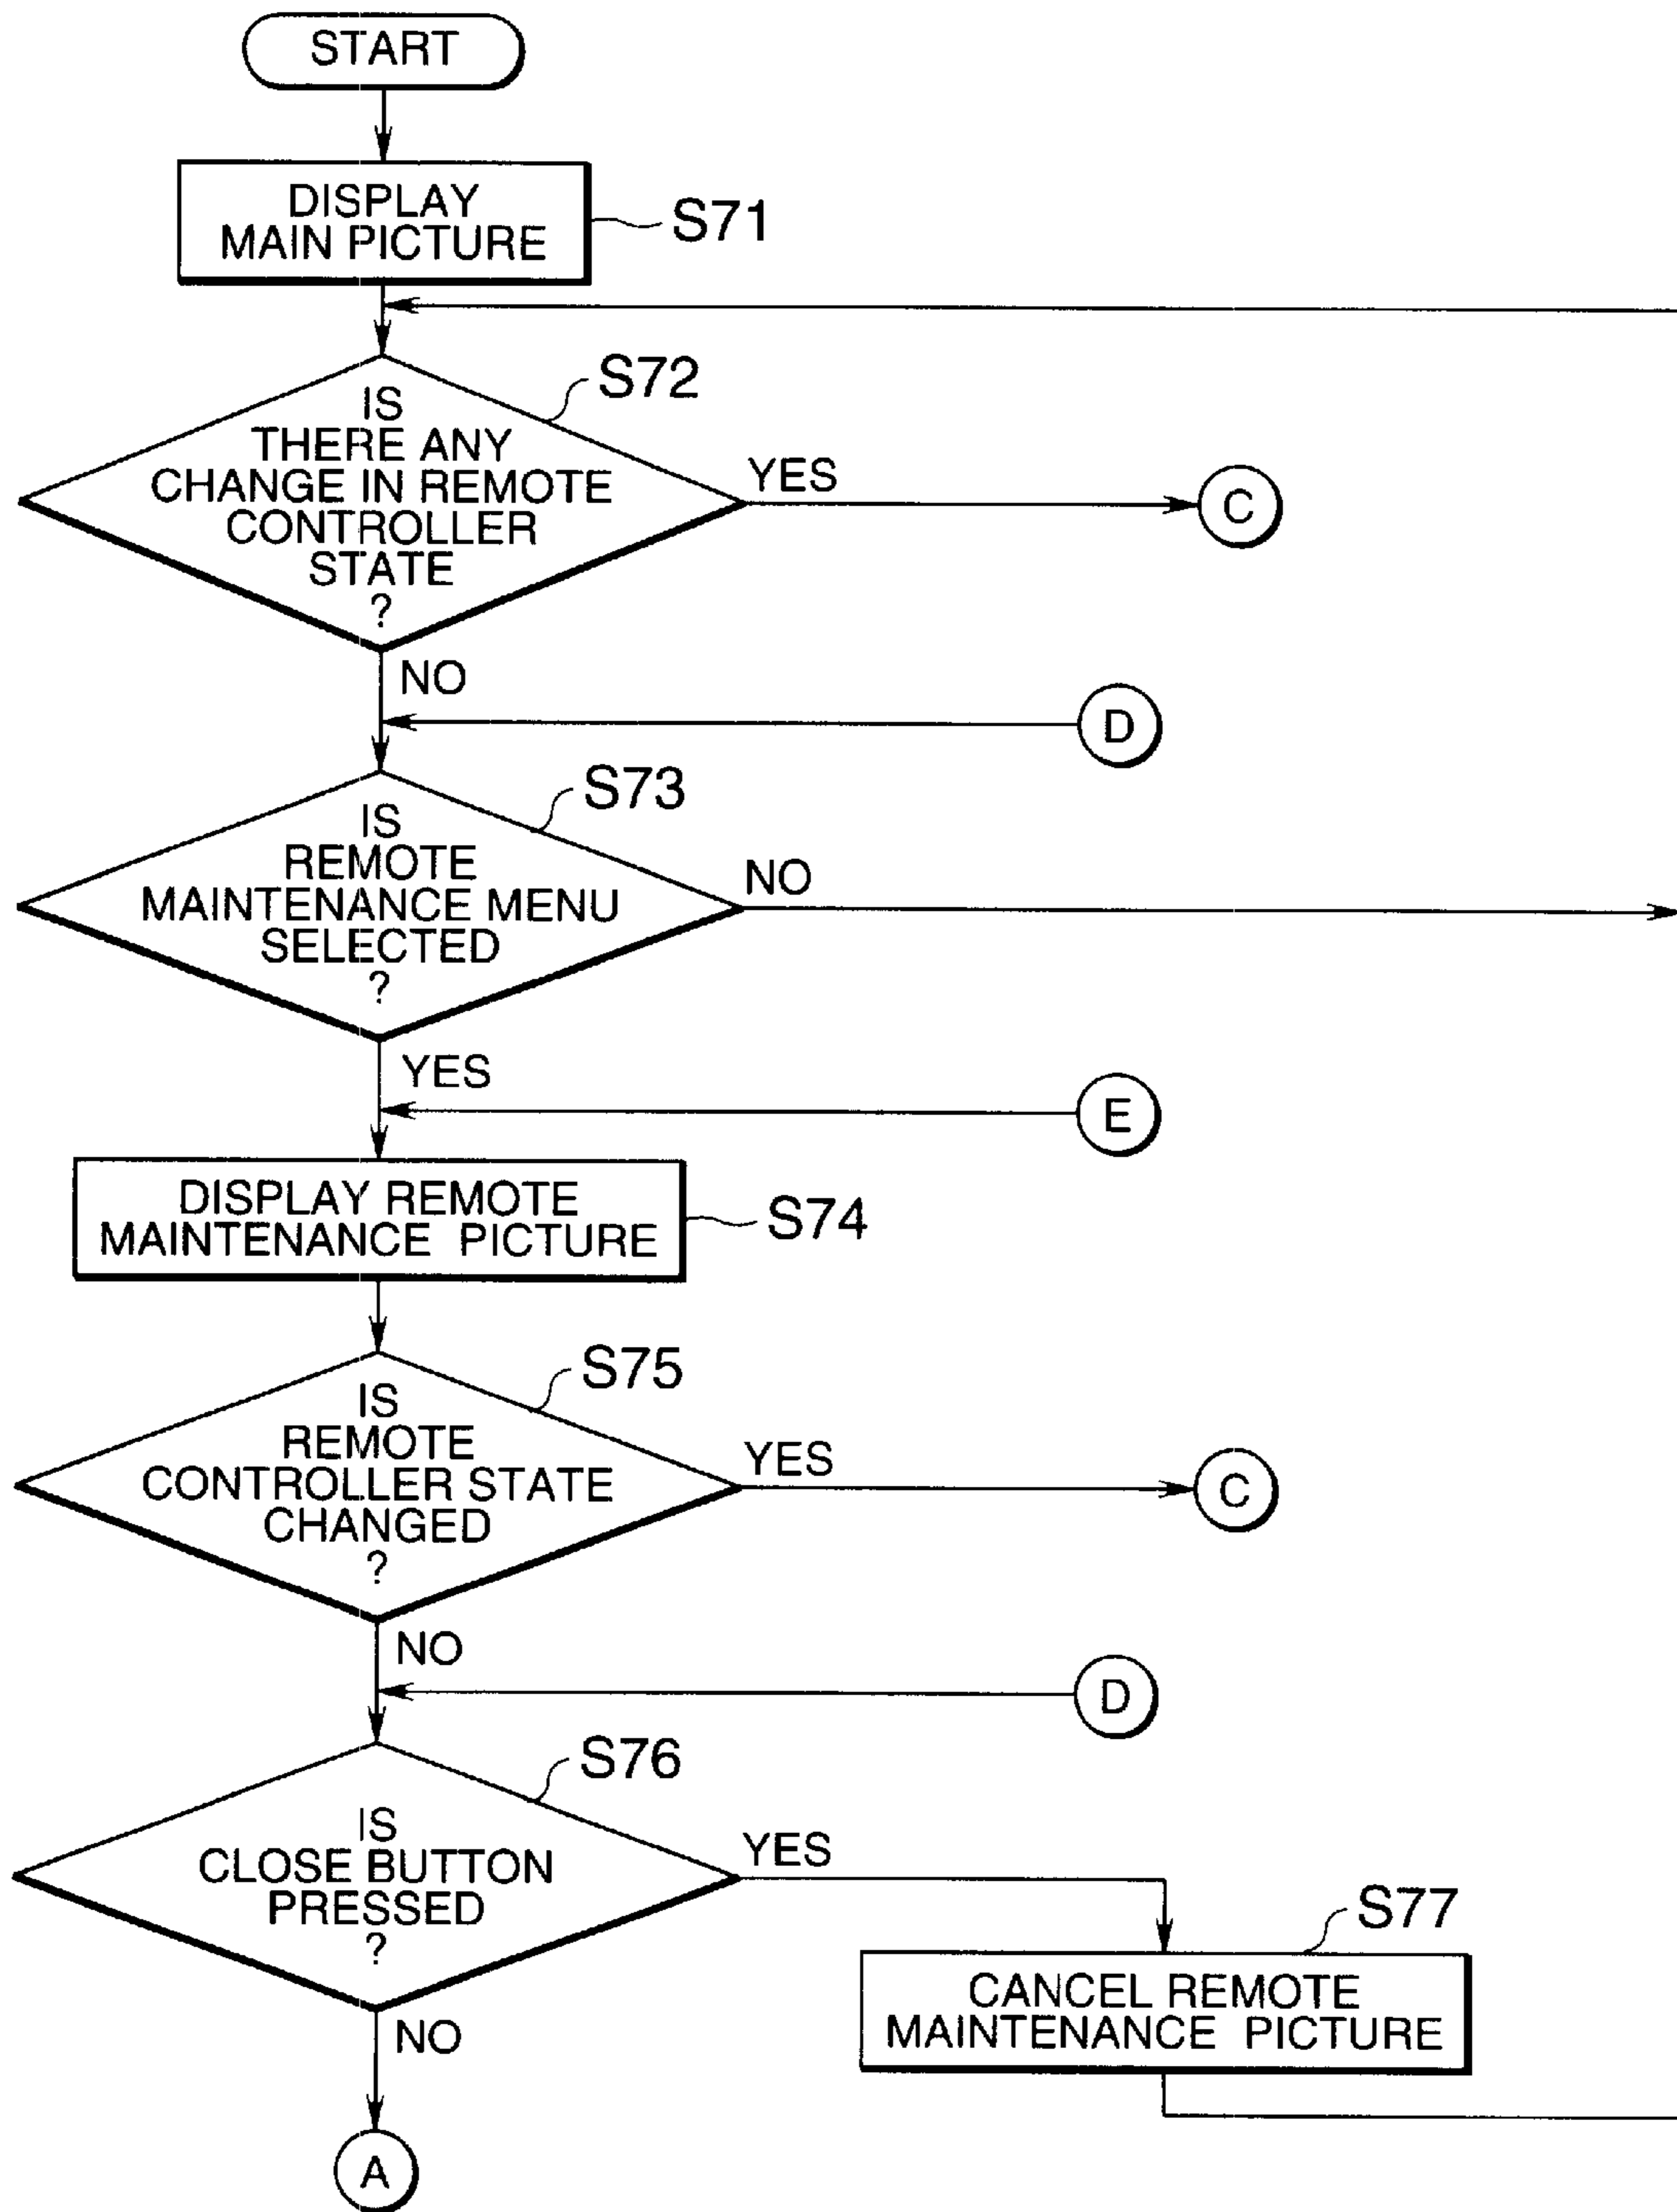 START
DISPLAY
MAIN PICTURE
S71
S72
IS
THERE ANY
CHANGE IN REMOTE
CONTROLLER
STATE
?
YES
C
NO
D
S73
IS
REMOTE
MAINTENANCE MENU
SELECTED
?
NO
YES
E
DISPLAY REMOTE
MAINTENANCE PICTURE
S74
S75
IS
REMOTE
CONTROLLER STATE
CHANGED
?
YES
C
NO
D
S76
IS
CLOSE BUTTON
PRESSED
?
YES
S77
CANCEL REMOTE
MAINTENANCE PICTURE
NO
A